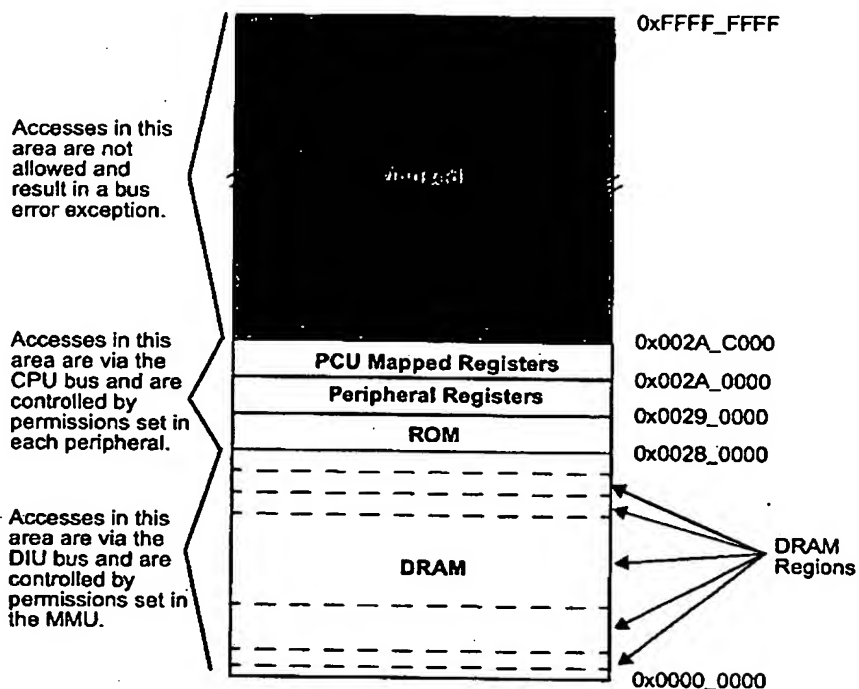 0xFFFF_FFFF
Accesses in this
area are not
allowed and
result in a bus
error exception.
0x002A_C000
Accesses in this
area are via the
CPU bus and are
controlled by
permissions set in
each peripheral.
PCU Mapped Registers
0x002A_0000
Peripheral Registers
0x0029_0000
ROM
0x0028_0000
Accesses in this
area are via the
DIU bus and are
controlled by
permissions set in
the MMU.
DRAM
DRAM
Regions
0x0000_0000